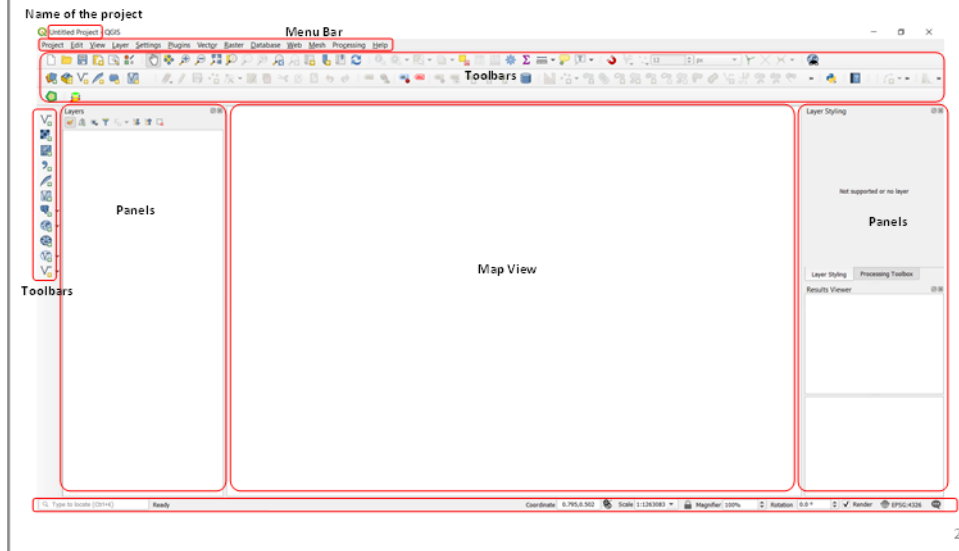 Name of the project
Untitled Project - QGIS
Menu Bar
Project Edit View Layer Settings Plugins Vector Raster Database Web Mesh Processing Help
12
px
Toolbars
Layers
Layer Styling
Not supported or no layer
Panels
Panels
Map View
Layer Styling Processing Toolbox
Toolbars
Results Viewer
Type to locate (Ctrl+K) Ready Coordinate 0.795,0.502 Scale 1:1263083 Magnifier 100% Rotation 0.0 ° Render EPSG:4326
2